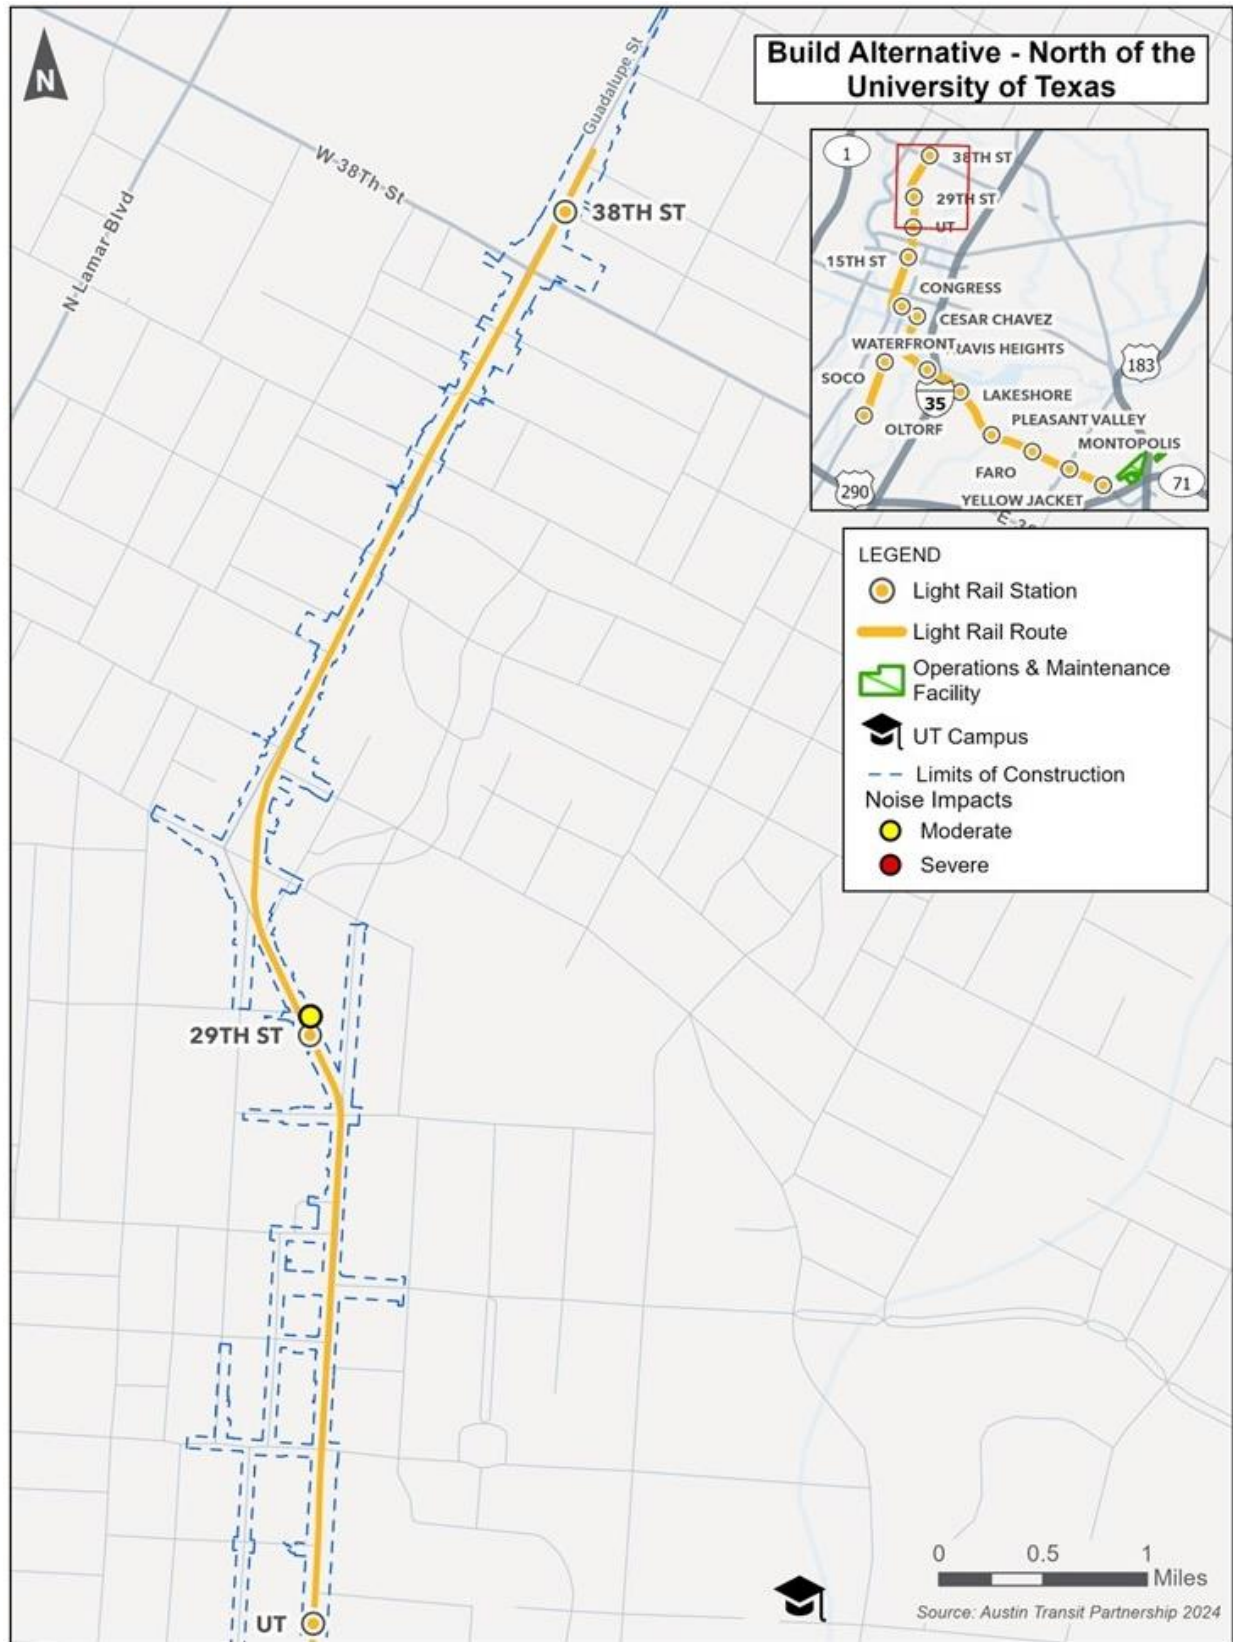 Build Alternative - North of the
University of Texas
N
Guadalupe St
W 38Th St
N Lamar Blvd
38TH ST
1
38TH ST
29TH ST
UT
15TH ST
CONGRESS
CESAR CHAVEZ
WATERFRONT
RAVIS HEIGHTS
183
SOCO
35
LAKESHORE
OLTORF
PLEASANT VALLEY
MONTOPOLIS
FARO
290
71
YELLOW JACKET
LEGEND
Light Rail Station
Light Rail Route
Operations & Maintenance
Facility
UT Campus
Limits of Construction
Noise Impacts
Moderate
Severe
29TH ST
UT
0 0.5 1
Miles
Source: Austin Transit Partnership 2024